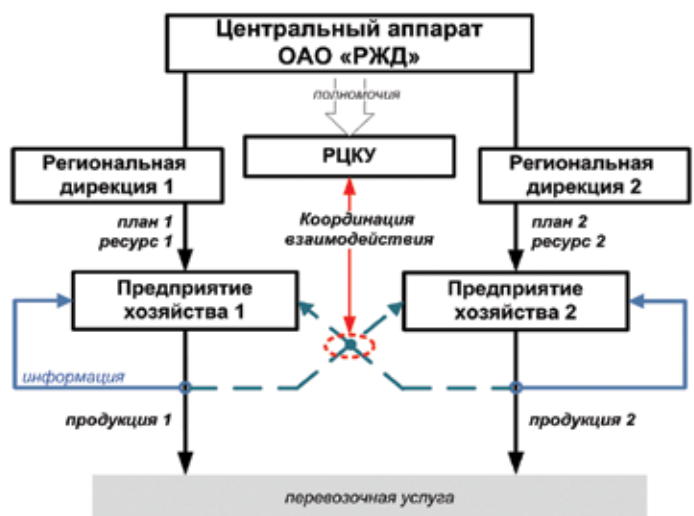 Центральный аппарат
ОАО «РЖД»
полномочия
РЦКУ
Региональная
дирекция 1
Региональная
дирекция 2
план 1
ресурс 1
Координация
взаимодействия
план 2
ресурс 2
Предприятие
хозяйства 1
Предприятие
хозяйства 2
информация
продукция 1
продукция 2
перевозочная услуга